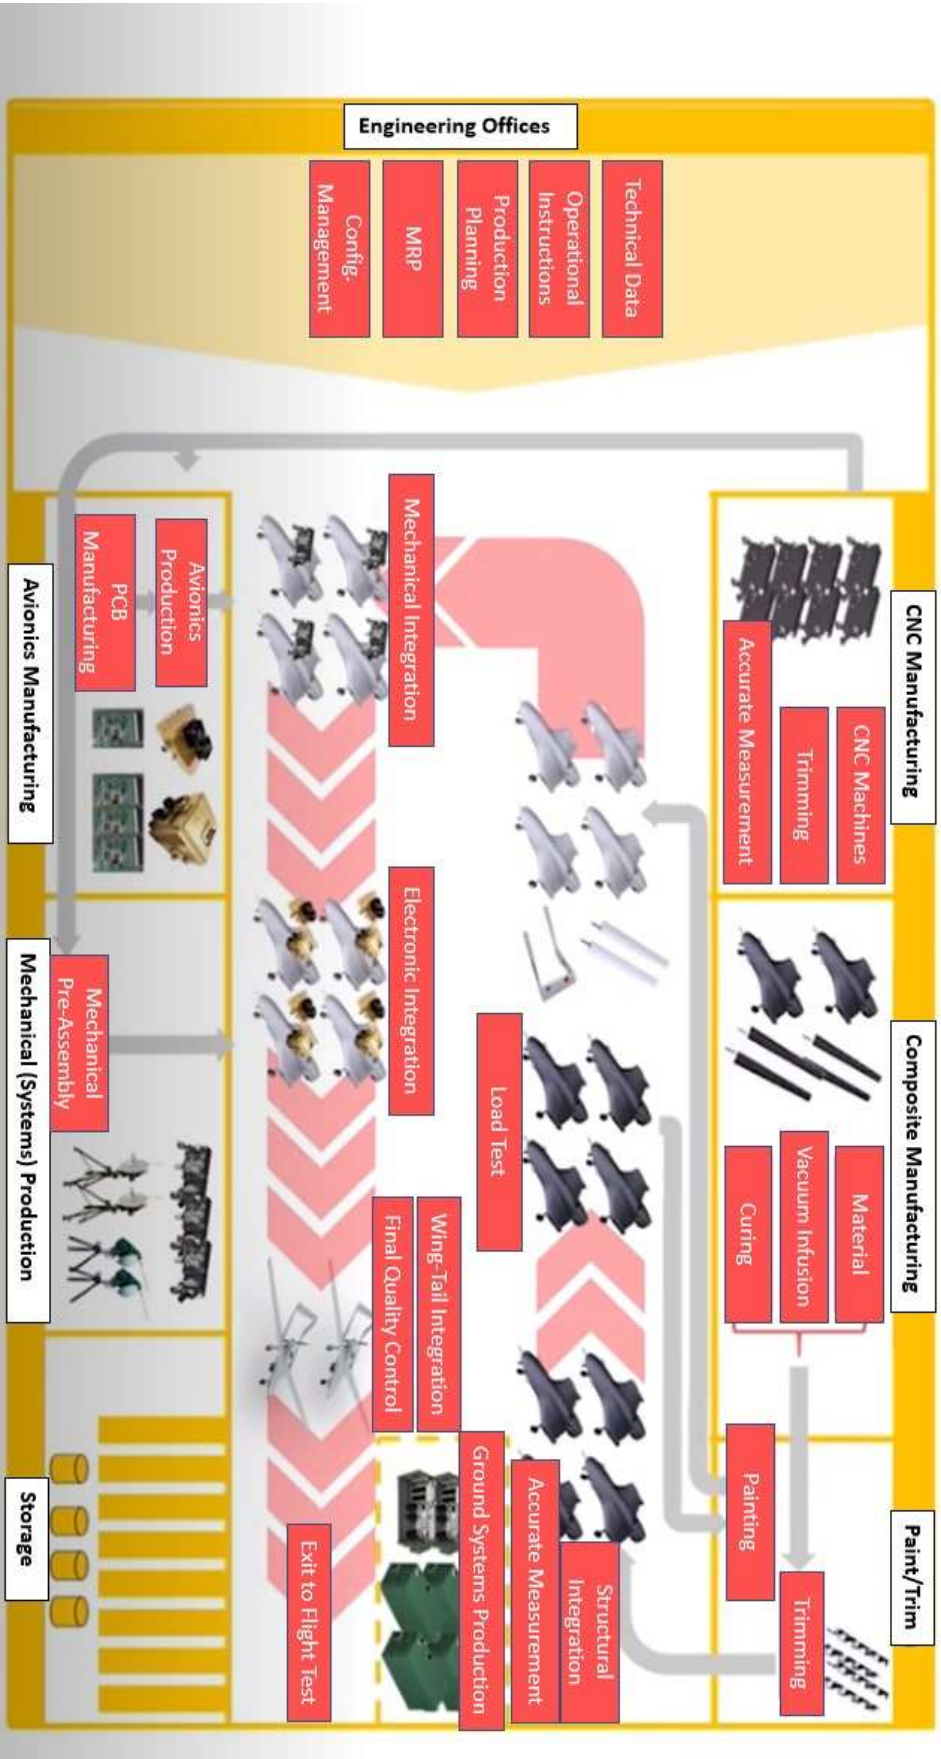 Engineering Offices
Technical Data
Operational
Instructions
Production
Planning
MRP
Config.
Management
CNC Manufacturing
CNC Machines
Trimming
Accurate Measurement
Composite Manufacturing
Material
Vacuum Infusion
Curing
Paint/Trim
Painting
Trimming
Structural
Integration
Accurate Measurement
Load Test
Mechanical Integration
Electronic Integration
Wing-Tail Integration
Final Quality Control
Ground Systems Production
Exit to Flight Test
Avionics
Production
PCB
Manufacturing
Avionics Manufacturing
Mechanical
Pre-Assembly
Mechanical (Systems) Production
Storage